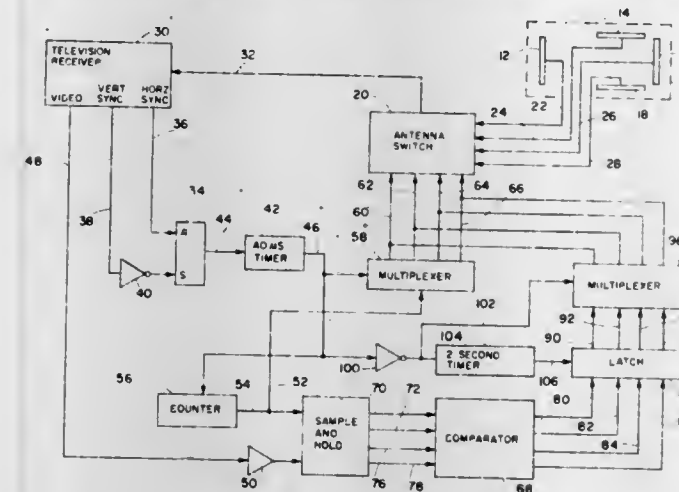 30
14
TELEVISION
RECEIVER
32
12
20
VERT HORZ
VIDEO SYNC SYNC
24
22
18
36
26
ANTENNA
SWITCH
48
28
34
62
64
42
66
38
44
46
60
R
58
98
ADMS
TIMER
S
MULTIPLEXER
MULTIPLEXER
40
102
92
104
90
2 SECOND
TIMER
LATCH
100
56
54
52
70
72
106
80
COUNTER
SAMPLE
AND
HOLD
COMPARATOR
82
84
50
76
78
68